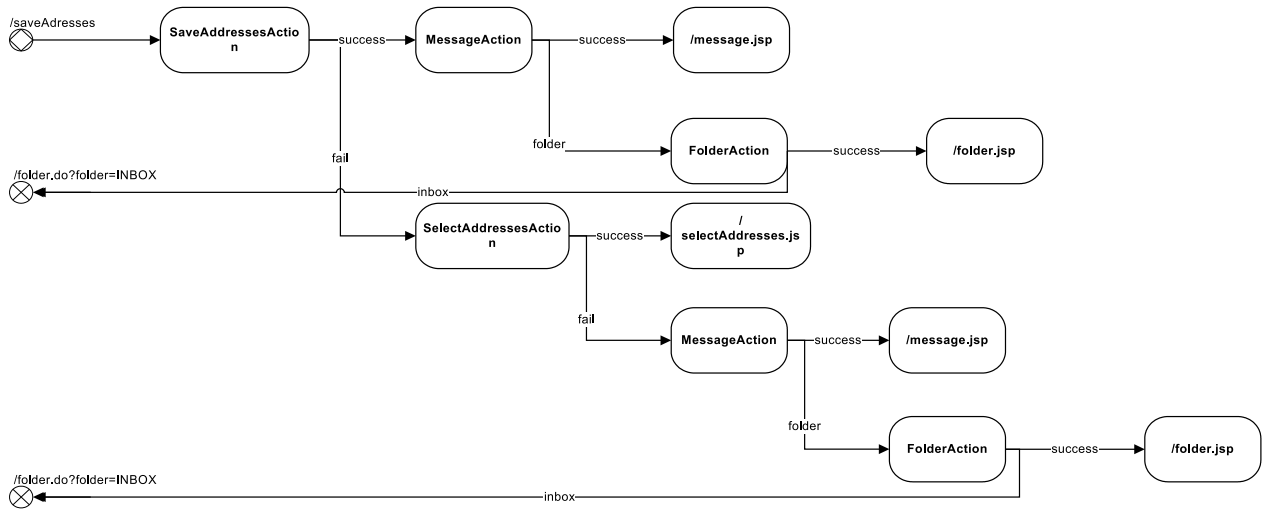 /saveAdresses
SaveAddressesActio
n
success
MessageAction
success
/message.jsp
folder
FolderAction
success
/folder.jsp
fail
/folder.do?folder=INBOX
inbox
SelectAddressesActio
n
success
/
selectAddresses.js
p
fail
MessageAction
success
/message.jsp
folder
FolderAction
success
/folder.jsp
/folder.do?folder=INBOX
inbox